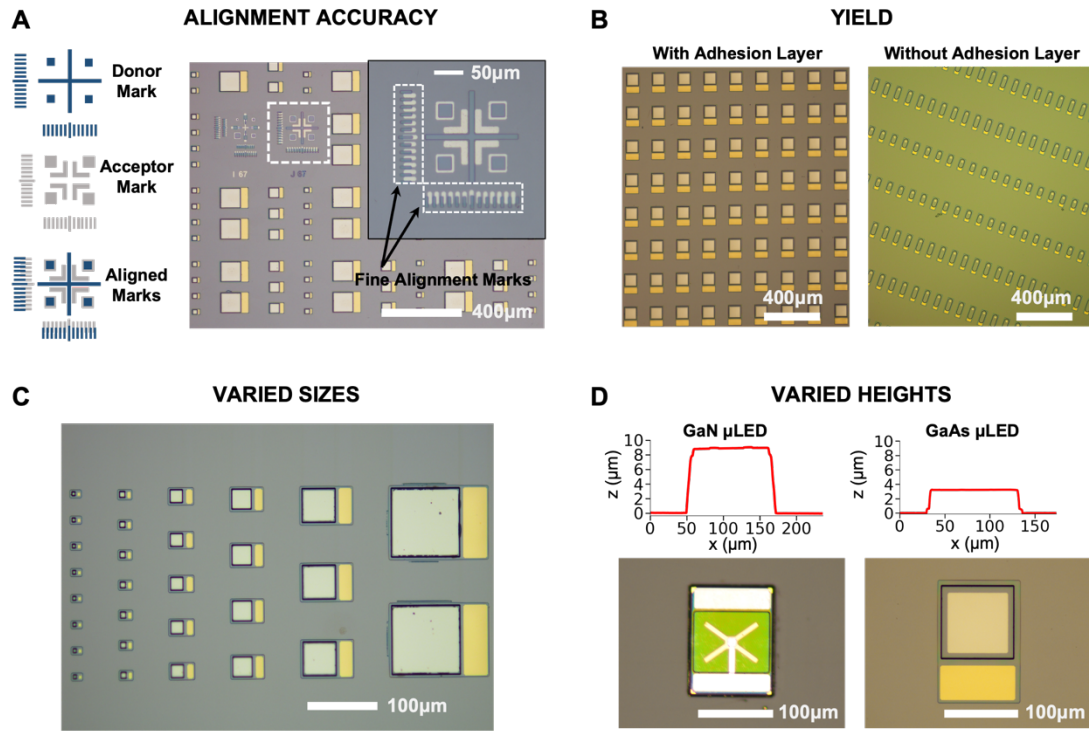 A
ALIGNMENT ACCURACY
Donor
Mark
Acceptor
Mark
Aligned
Marks
50µm
I 67
J 67
Fine Alignment Marks
400µm
B
YIELD
With Adhesion Layer
Without Adhesion Layer
400µm
400µm
C
VARIED SIZES
100µm
D
VARIED HEIGHTS
GaN µLED
z (µm)
10
8
6
4
2
0
0 50 100 150 200
x (µm)
GaAs µLED
z (µm)
10
8
6
4
2
0
0 50 100 150
x (µm)
100µm
100µm